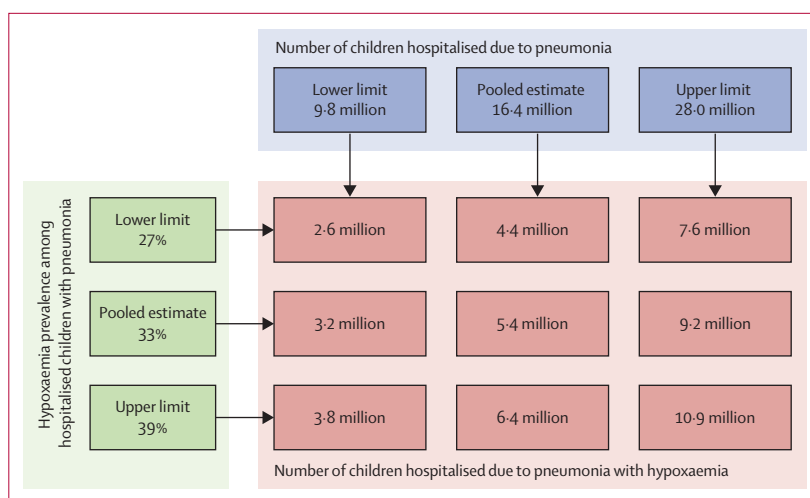 Number of children hospitalised due to pneumonia
Lower limit
9·8 million
Pooled estimate
16·4 million
Upper limit
28·0 million
Hypoxaemia prevalence among
hospitalised children with pneumonia
Lower limit
27%
2·6 million
4·4 million
7·6 million
Pooled estimate
33%
3·2 million
5·4 million
9·2 million
Upper limit
39%
3·8 million
6·4 million
10·9 million
Number of children hospitalised due to pneumonia with hypoxaemia